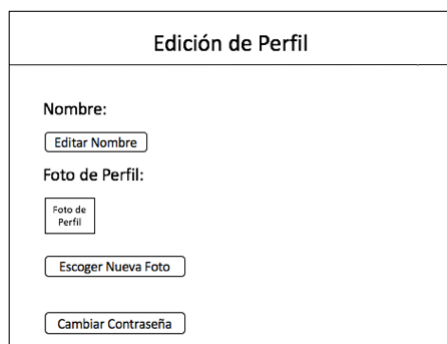 Edición de Perfil
Nombre:
Editar Nombre
Foto de Perfil:
Foto de
Perfil
Escoger Nueva Foto
Cambiar Contraseña